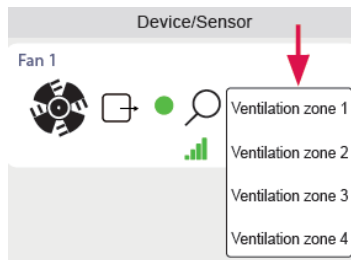 Device/Sensor
Fan 1
Ventilation zone 1
Ventilation zone 2
Ventilation zone 3
Ventilation zone 4